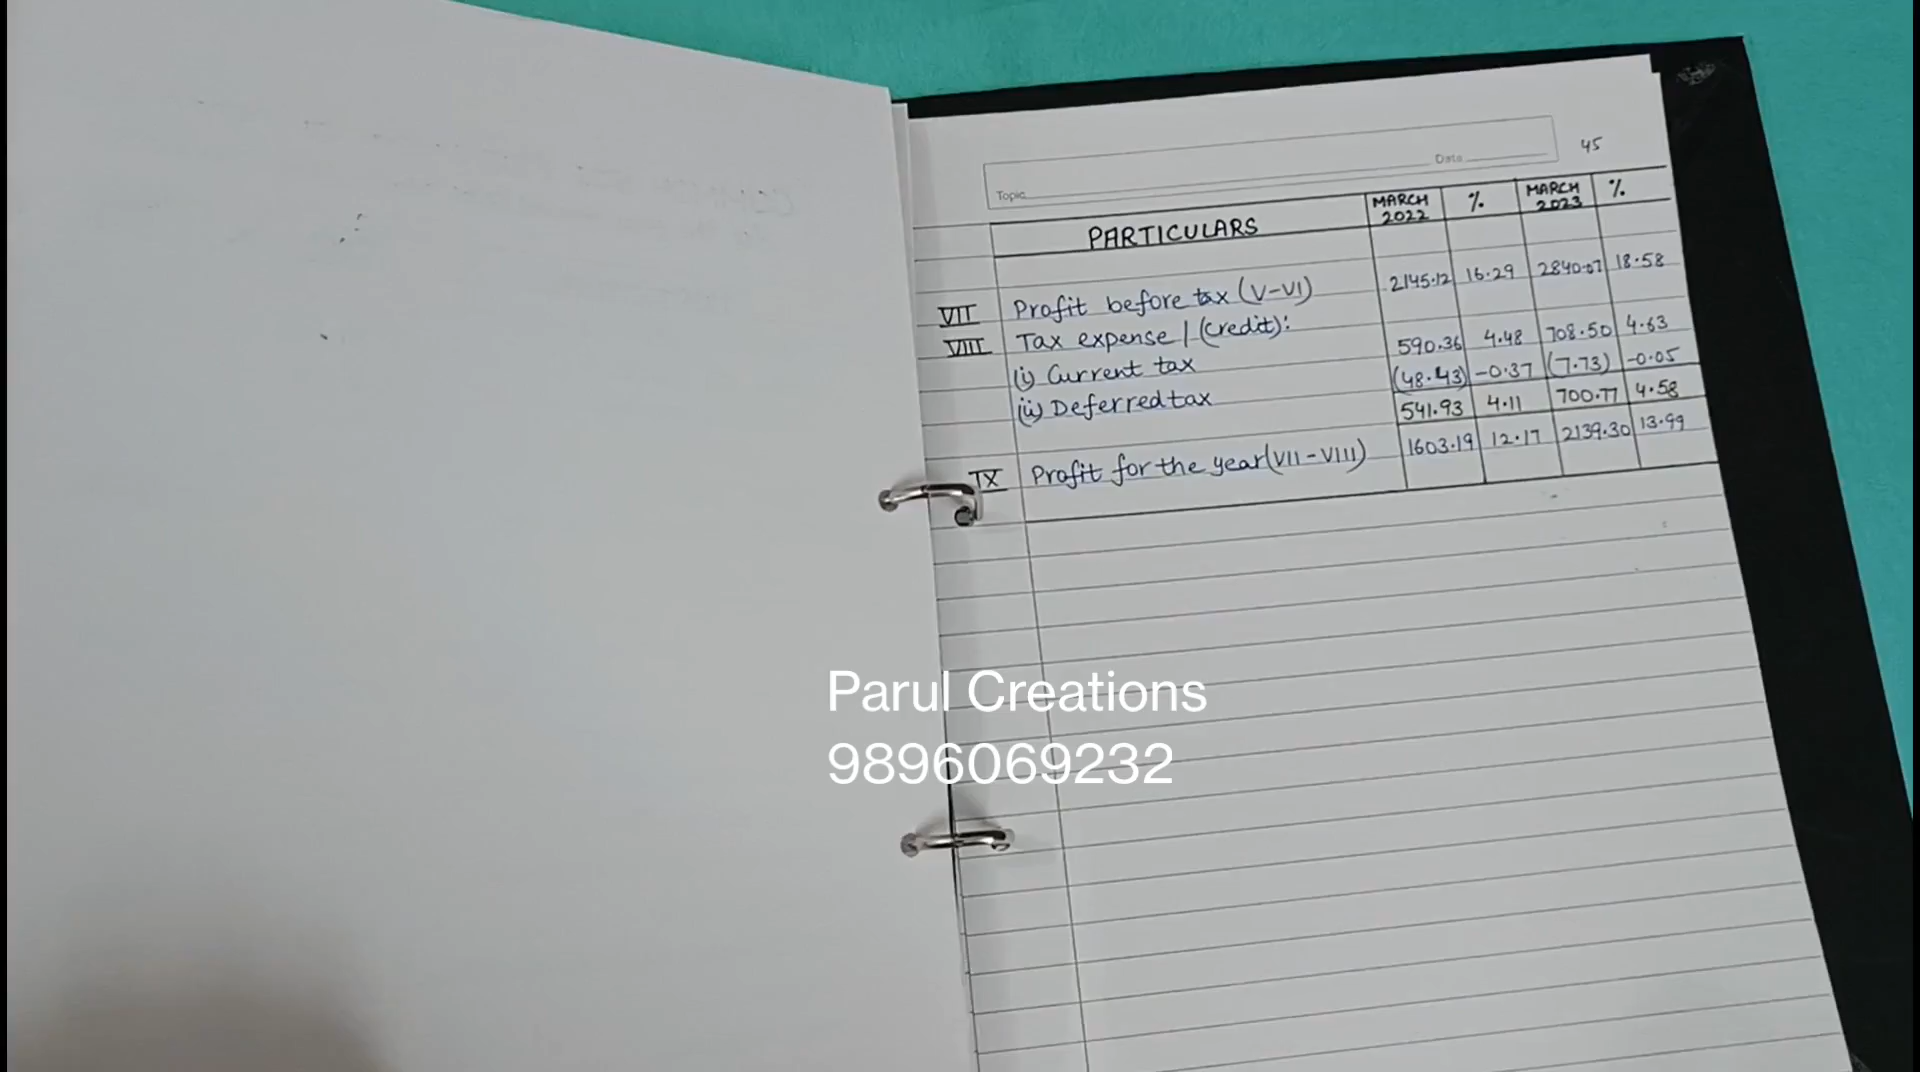 45
Topic Date
PARTICULARS MARCH 2022 % MARCH 2023 %
VII Profit before tax (V-VI) 2145.12 16.29 2840.07 18.58
VIII Tax expense / (credit):
(i) Current tax 590.36 4.48 708.50 4.63
(ii) Deferred tax (48.43) -0.37 (7.73) -0.05
541.93 4.11 700.77 4.58
IX Profit for the year (VII-VIII) 1603.19 12.17 2139.30 13.99
Parul Creations
9896069232